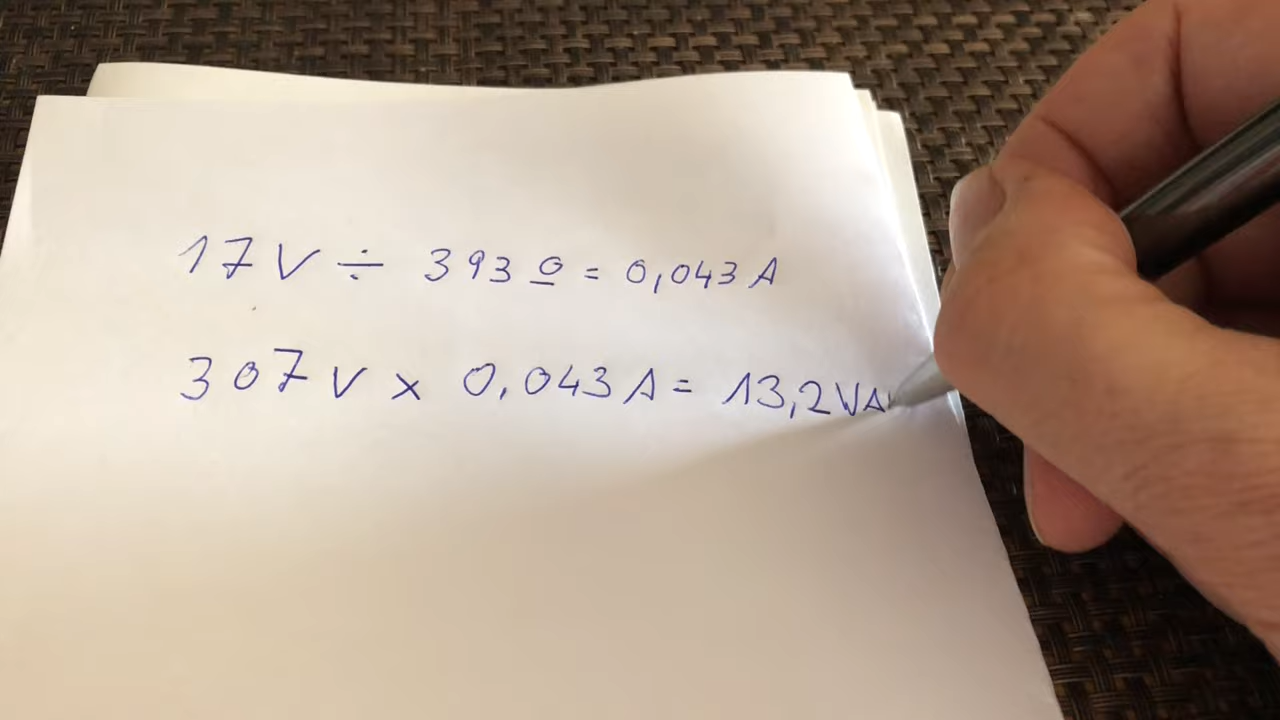 17 V ÷ 393 Ω = 0,043 A
307 V × 0,043 A = 13,2 VA